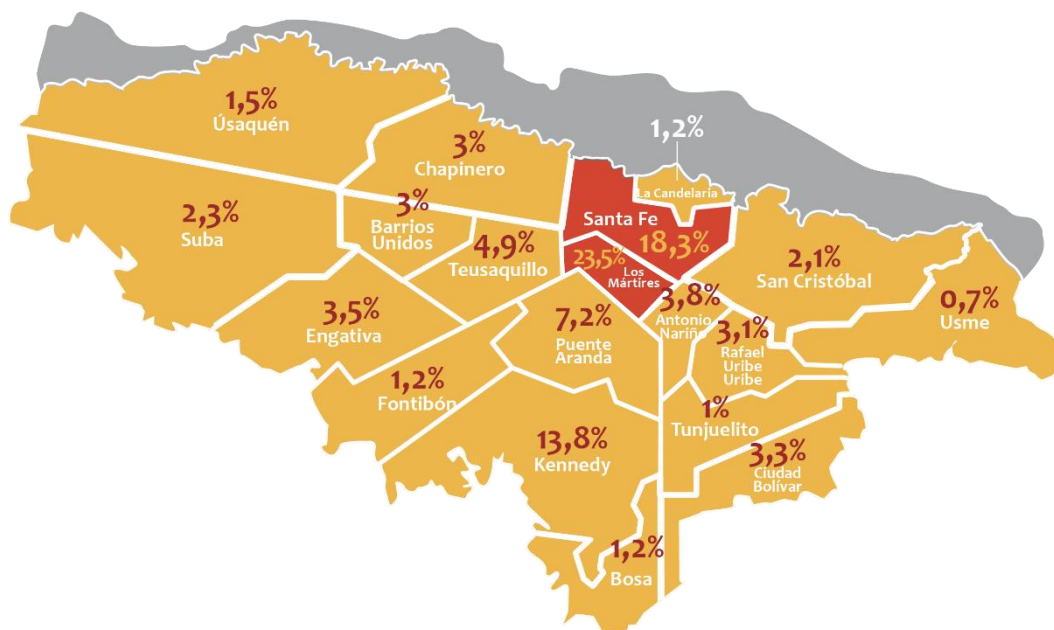 1,5%
Úsaquén
3%
Chapinero
1,2%
La Candelaria
2,3%
Suba
3%
Barrios
Unidos
4,9%
Teusaquillo
Santa Fe
18,3%
23,5%
Los
Mártires
2,1%
San Cristóbal
0,7%
Usme
3,5%
Engativa
7,2%
Puente
Aranda
3,8%
Antonio
Nariño
3,1%
Rafael
Uribe
Uribe
1,2%
Fontibón
1%
Tunjuelito
13,8%
Kennedy
3,3%
Ciudad
Bolívar
1,2%
Bosa